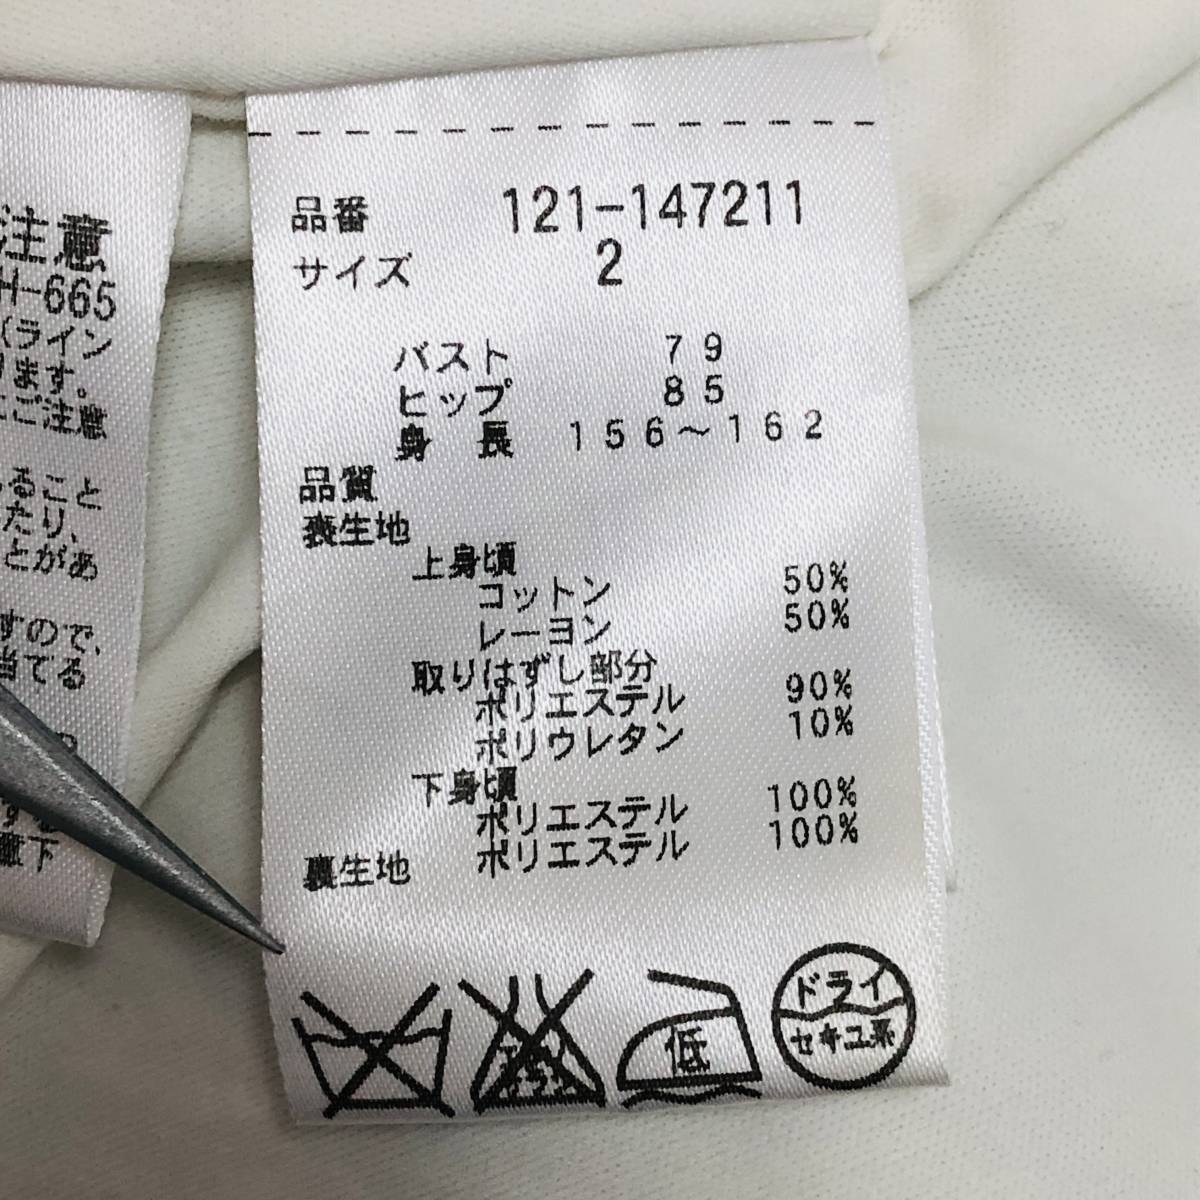 注意
H-665
(ライン
ります。
ご注意
ること
たり、
とがあ
すので、
当てる
品番 121-147211
サイズ 2
バスト 79
ヒップ 85
身長 156~162
品質
表生地
上身頃
コットン 50%
レーヨン 50%
取りはずし部分
ポリエステル 90%
ポリウレタン 10%
下身頃
ポリエステル 100%
裏生地 ポリエステル 100%
低
ドライ
セキユ系